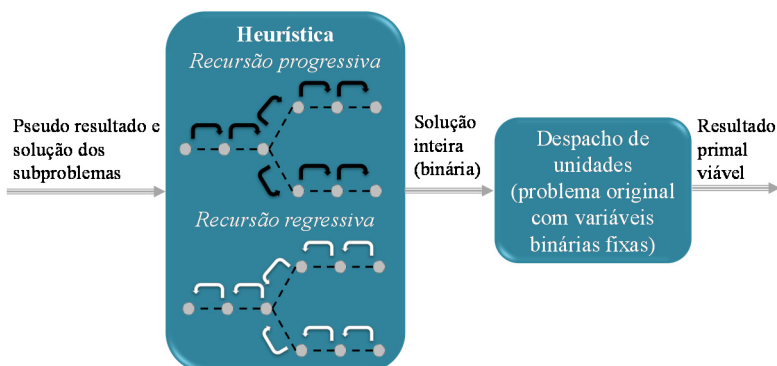 Pseudo resultado e
solução dos
subproblemas
Heurística
Recursão progressiva
Recursão regressiva
Solução
inteira
(binária)
Despacho de
unidades
(problema original
com variáveis
binárias fixas)
Resultado
primal
viável